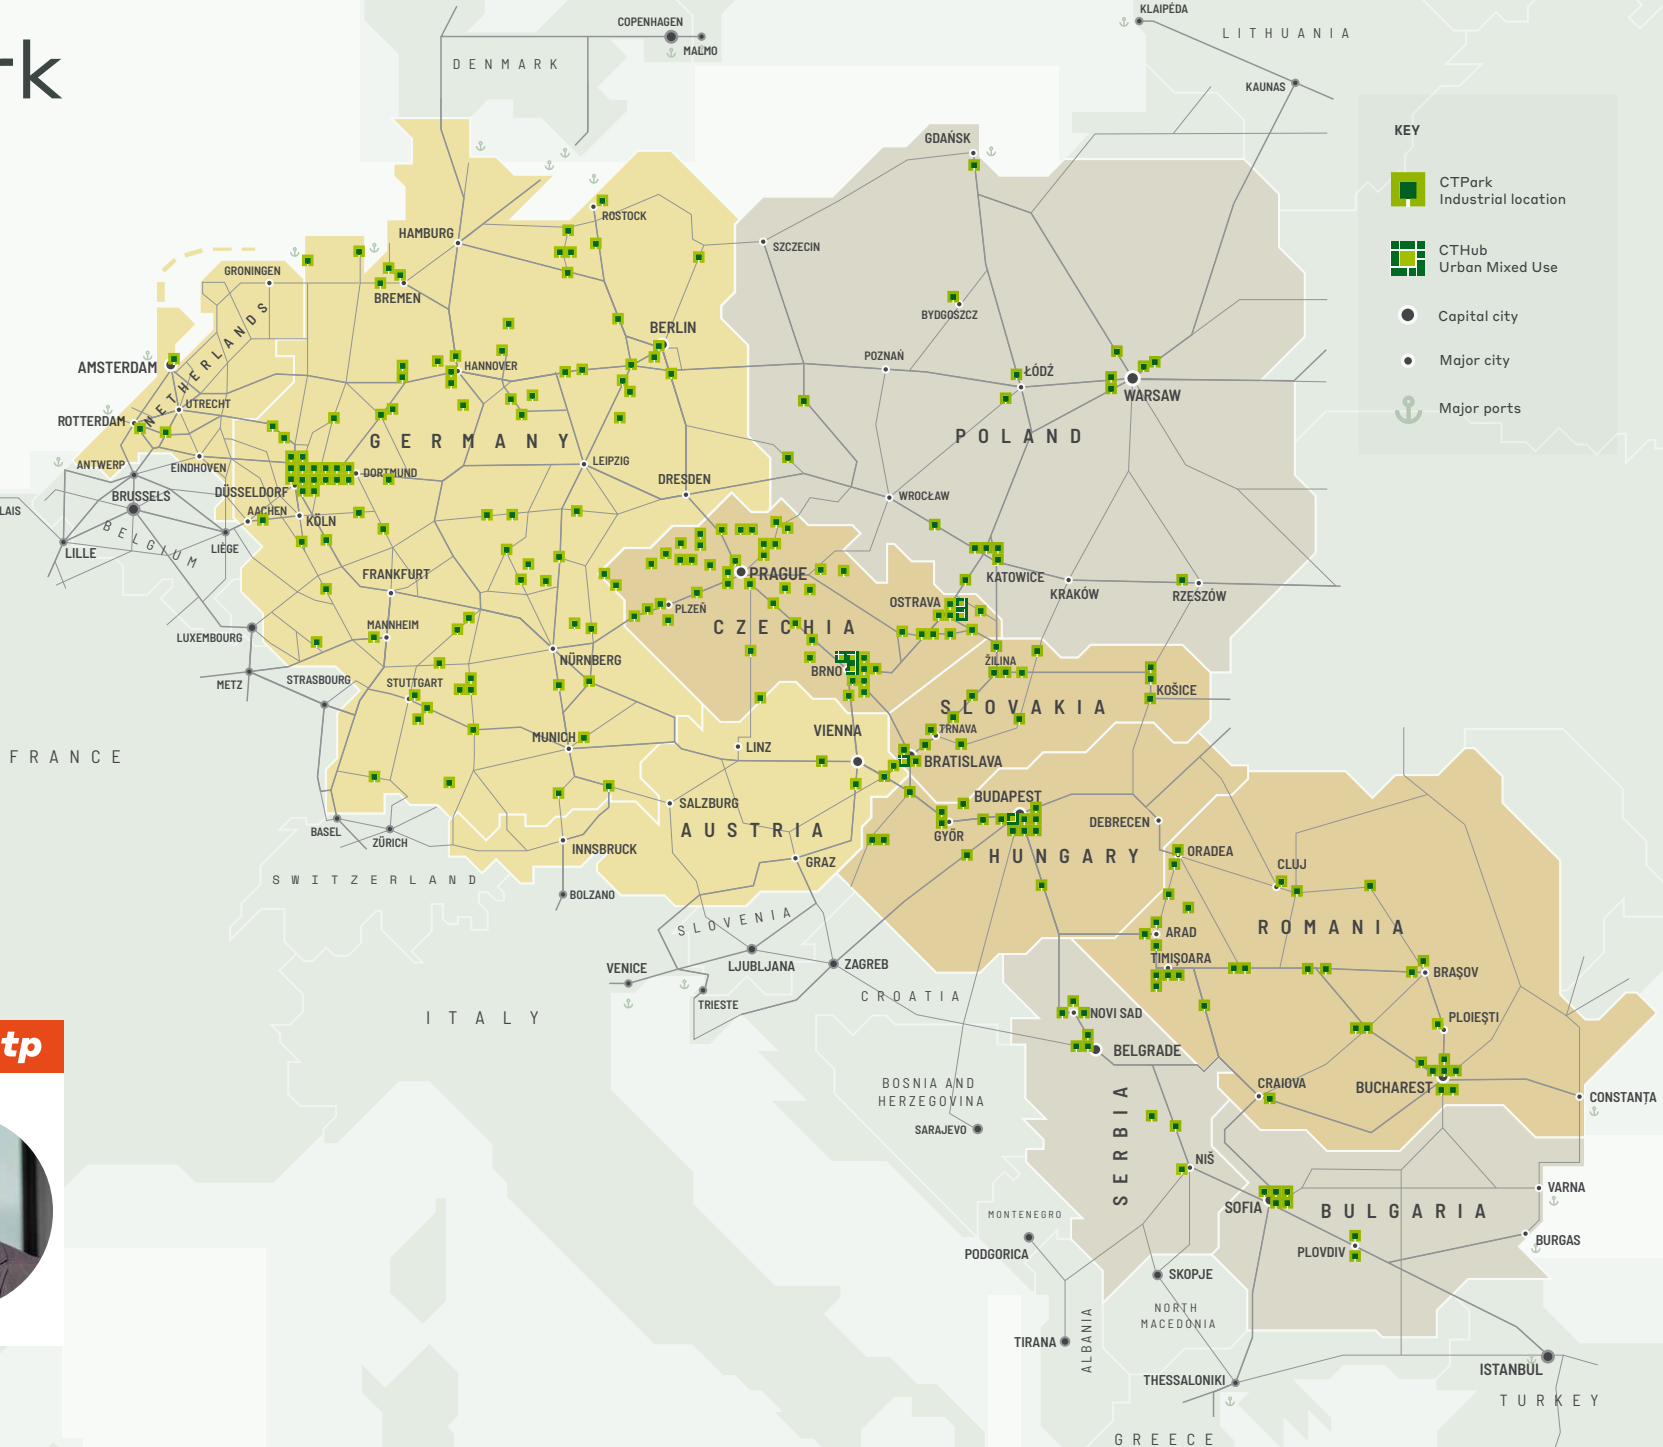 rk
KLAIPĖDA
COPENHAGEN
LITHUANIA
MALMO
DENMARK
KAUNAS
KEY
CTPark
Industrial location
CTHub
Urban Mixed Use
Capital city
Major city
Major ports
GDAŃSK
ROSTOCK
HAMBURG
SZCZECIN
GRONINGEN
BREMEN
BYDGOSZCZ
BERLIN
NETHERLANDS
AMSTERDAM
HANNOVER
POZNAŃ
ŁÓDŹ
WARSAW
UTRECHT
ROTTERDAM
GERMANY
POLAND
ANTWERP
EINDHOVEN
DORTMUND
LEIPZIG
DRESDEN
BRUSSELS
DÜSSELDORF
WROCŁAW
LAIS
AACHEN
KÖLN
BELGIUM
LILLE
LIÈGE
FRANKFURT
PRAGUE
KATOWICE
KRAKÓW
RZESZÓW
PLZEŇ
OSTRAVA
LUXEMBOURG
MANNHEIM
CZECHIA
NÜRNBERG
BRNO
ŽILINA
METZ
STRASBOURG
STUTTGART
KOŠICE
SLOVAKIA
VIENNA
TRNAVA
MUNICH
LINZ
FRANCE
BRATISLAVA
SALZBURG
BUDAPEST
BASEL
ZÜRICH
AUSTRIA
GYŐR
DEBRECEN
INNSBRUCK
GRAZ
HUNGARY
ORADEA
CLUJ
SWITZERLAND
BOLZANO
SLOVENIA
ROMANIA
ARAD
VENICE
LJUBLJANA
ZAGREB
TIMIȘOARA
BRAȘOV
TRIESTE
CROATIA
ITALY
NOVI SAD
PLOIEȘTI
tp
BELGRADE
BOSNIA AND
HERZEGOVINA
CRAIOVA
BUCHAREST
CONSTANȚA
SARAJEVO
SERBIA
NIŠ
VARNA
SOFIA
BULGARIA
MONTENEGRO
PODGORICA
PLOVDIV
BURGAS
SKOPJE
NORTH
MACEDONIA
TIRANA
ALBANIA
ISTANBUL
THESSALONIKI
TURKEY
GREECE